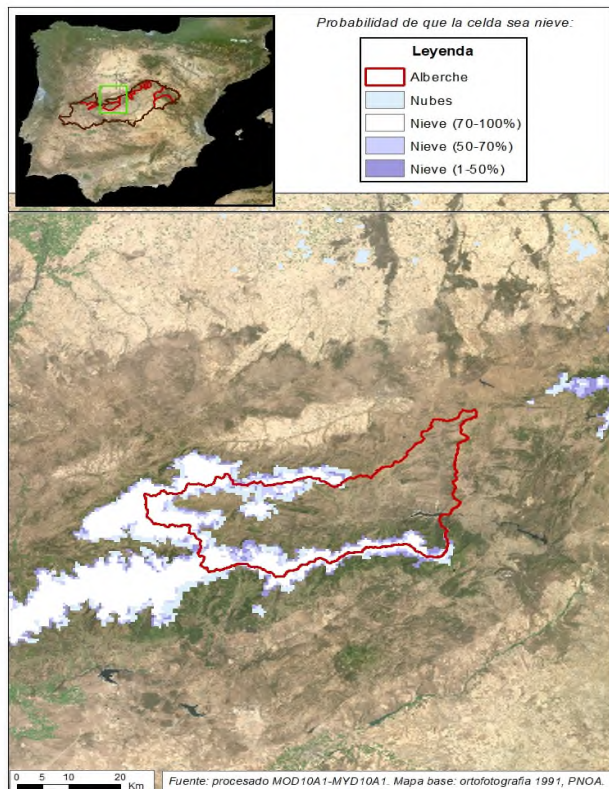 Probabilidad de que la celda sea nieve:
Leyenda
Alberche
Nubes
Nieve (70-100%)
Nieve (50-70%)
Nieve (1-50%)
0 5 10 20
Km
Fuente: procesado MOD10A1-MYD10A1. Mapa base: ortofotografia 1991, PNOA.